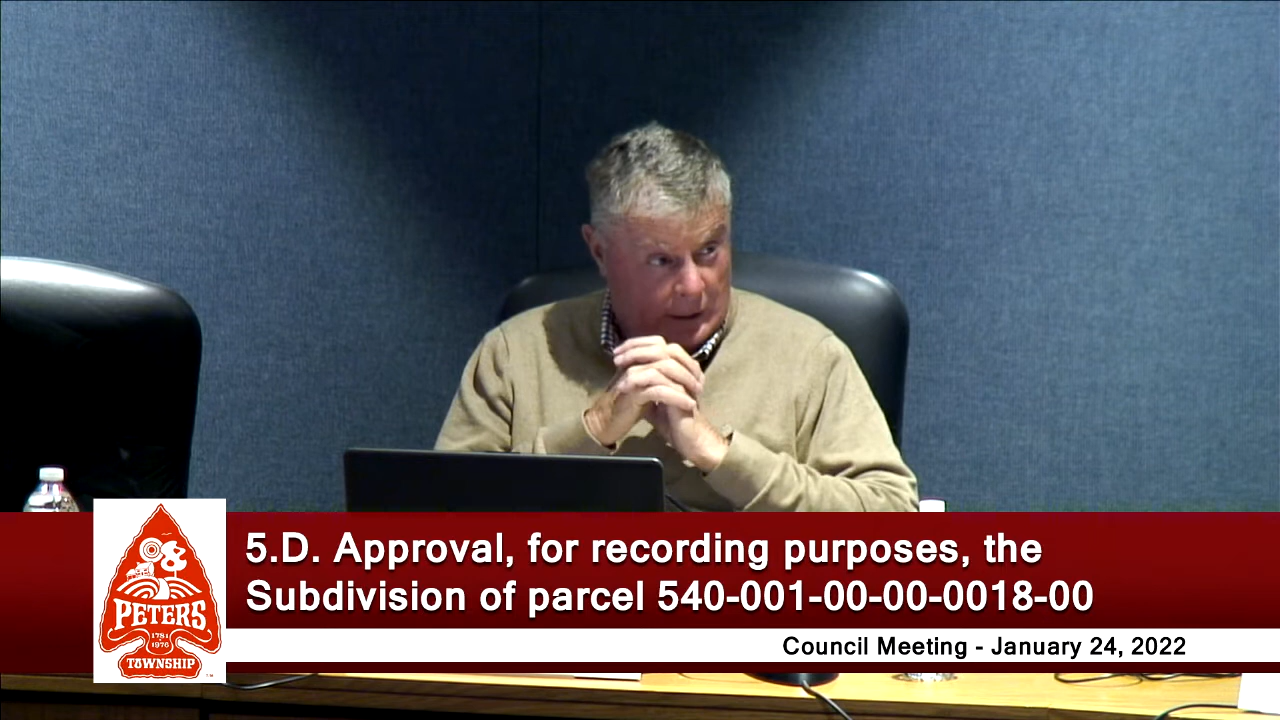 5.D. Approval, for recording purposes, the
Subdivision of parcel 540-001-00-00-0018-00
Council Meeting - January 24, 2022
PETERS
1781
1976
TOWNSHIP